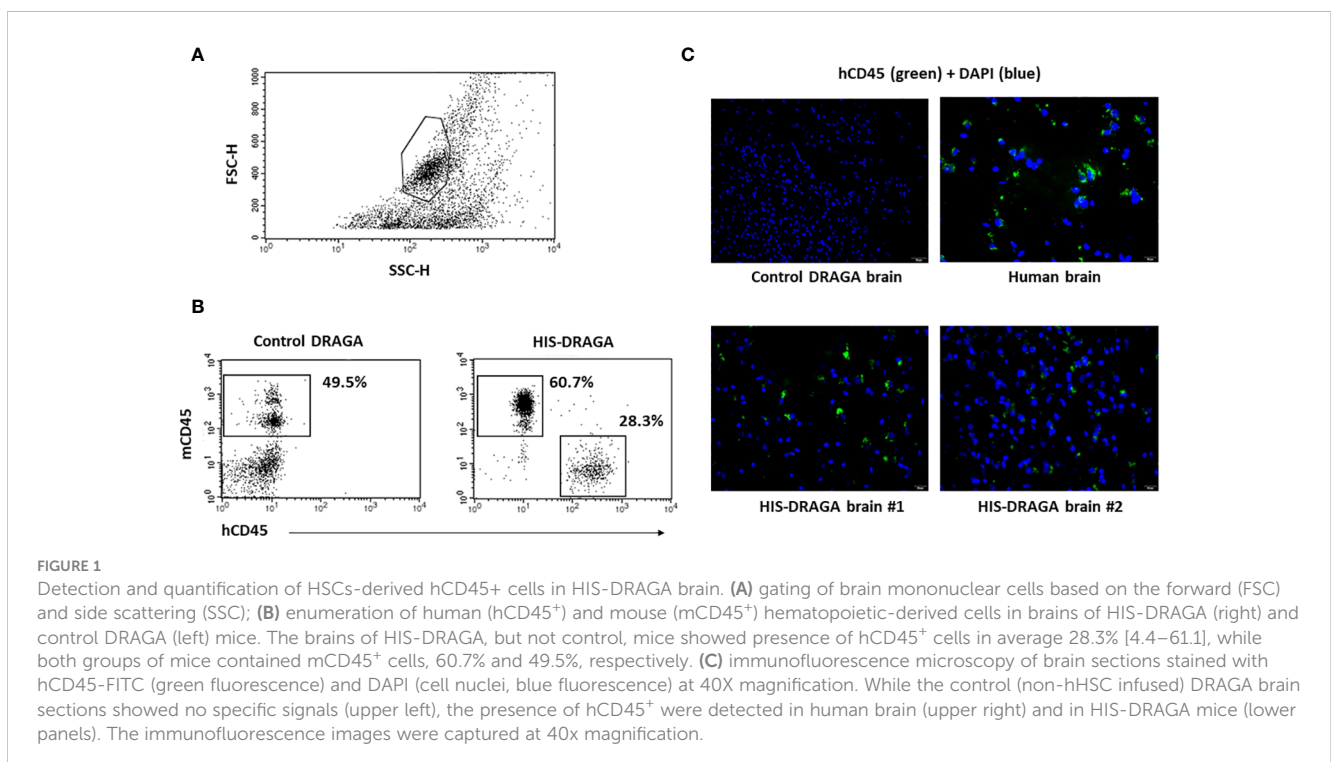 A
FSC-H
1000
800
600
400
200
0
10^0 10^1 10^2 10^3 10^4
SSC-H
B
Control DRAGA
HIS-DRAGA
mCD45
10^4
10^3
10^2
10^1
10^0
49.5%
10^0 10^1 10^2 10^3 10^4
10^4
10^3
10^2
10^1
10^0
60.7%
28.3%
10^0 10^1 10^2 10^3 10^4
hCD45
C
hCD45 (green) + DAPI (blue)
Control DRAGA brain
Human brain
HIS-DRAGA brain #1
HIS-DRAGA brain #2
FIGURE 1
Detection and quantification of HSCs-derived hCD45+ cells in HIS-DRAGA brain. (A) gating of brain mononuclear cells based on the forward (FSC)
and side scattering (SSC); (B) enumeration of human (hCD45⁺) and mouse (mCD45⁺) hematopoietic-derived cells in brains of HIS-DRAGA (right) and
control DRAGA (left) mice. The brains of HIS-DRAGA, but not control, mice showed presence of hCD45⁺ cells in average 28.3% [4.4–61.1], while
both groups of mice contained mCD45⁺ cells, 60.7% and 49.5%, respectively. (C) immunofluorescence microscopy of brain sections stained with
hCD45-FITC (green fluorescence) and DAPI (cell nuclei, blue fluorescence) at 40X magnification. While the control (non-hHSC infused) DRAGA brain
sections showed no specific signals (upper left), the presence of hCD45⁺ were detected in human brain (upper right) and in HIS-DRAGA mice (lower
panels). The immunofluorescence images were captured at 40x magnification.